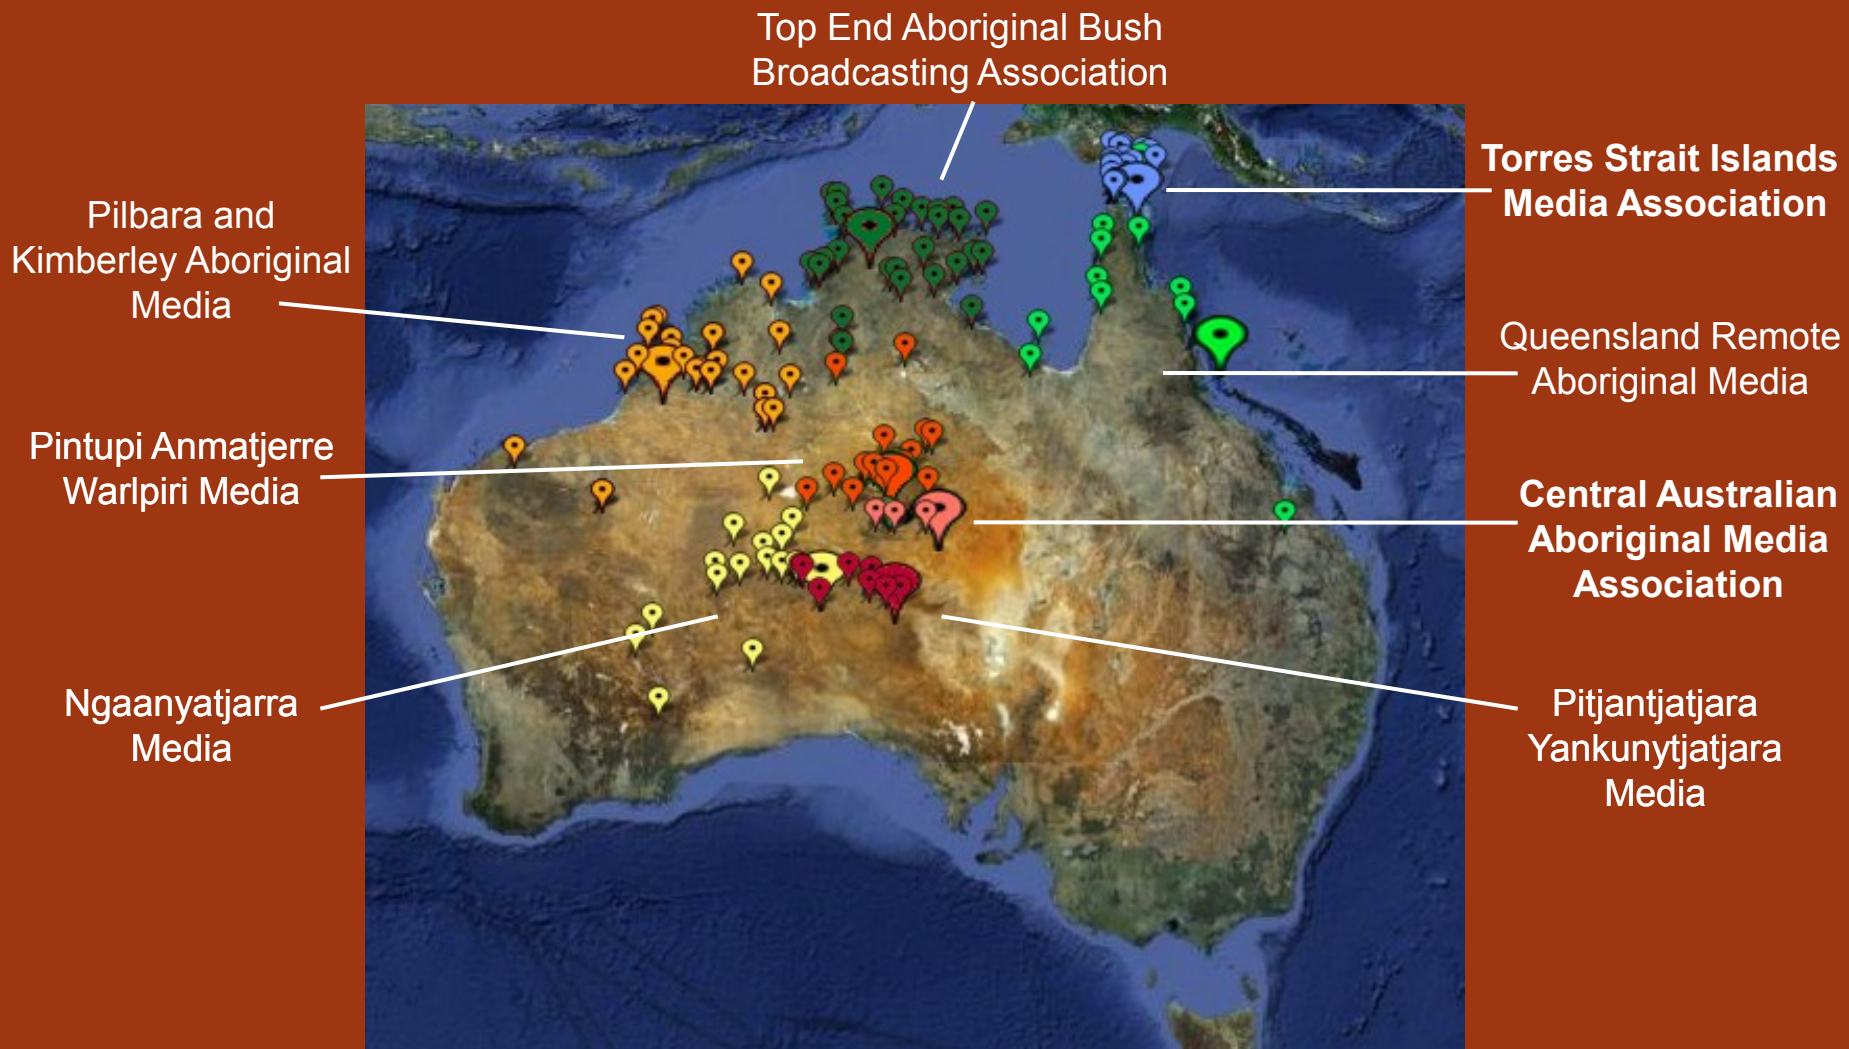 Top End Aboriginal Bush
Broadcasting Association
Torres Strait Islands
Media Association
Pilbara and
Kimberley Aboriginal
Media
Queensland Remote
Aboriginal Media
Pintupi Anmatjerre
Warlpiri Media
Central Australian
Aboriginal Media
Association
Ngaanyatjarra
Media
Pitjantjatjara
Yankunytjatjara
Media